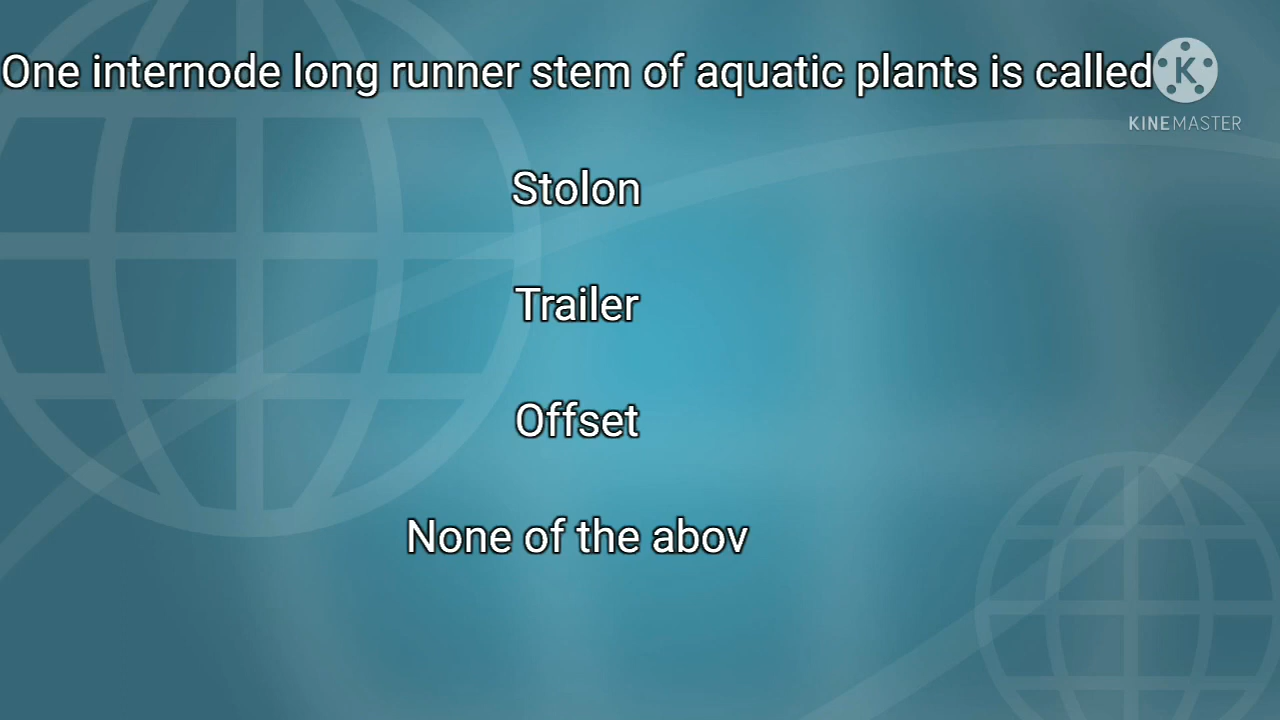 One internode long runner stem of aquatic plants is called
K
KINEMASTER
Stolon
Trailer
Offset
None of the abov